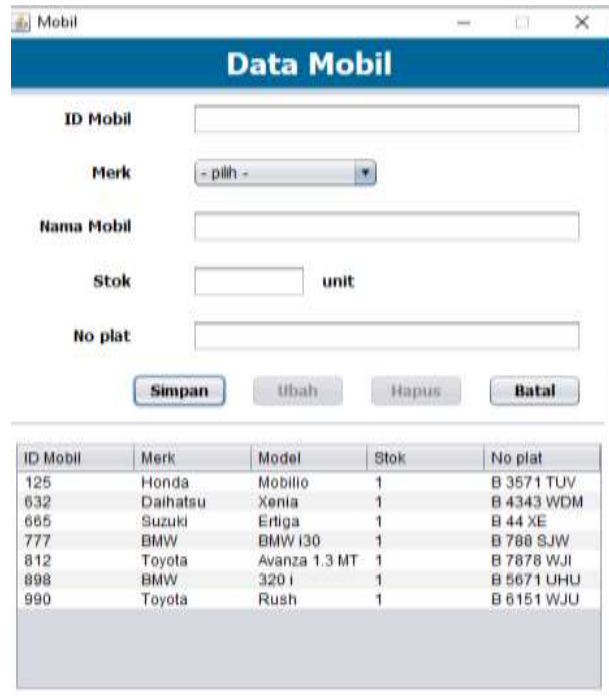 Mobil
Data Mobil
ID Mobil
Merk - pilih -
Nama Mobil
Stok unit
No plat
Simpan Ubah Hapus Batal
ID Mobil Merk Model Stok No plat
125 Honda Mobilio 1 B 3571 TUV
632 Daihatsu Xenia 1 B 4343 WDM
665 Suzuki Ertiga 1 B 44 XE
777 BMW BMW i30 1 B 788 SJW
812 Toyota Avanza 1.3 MT 1 B 7878 WJI
898 BMW 320 i 1 B 5671 UHU
990 Toyota Rush 1 B 6151 WJU